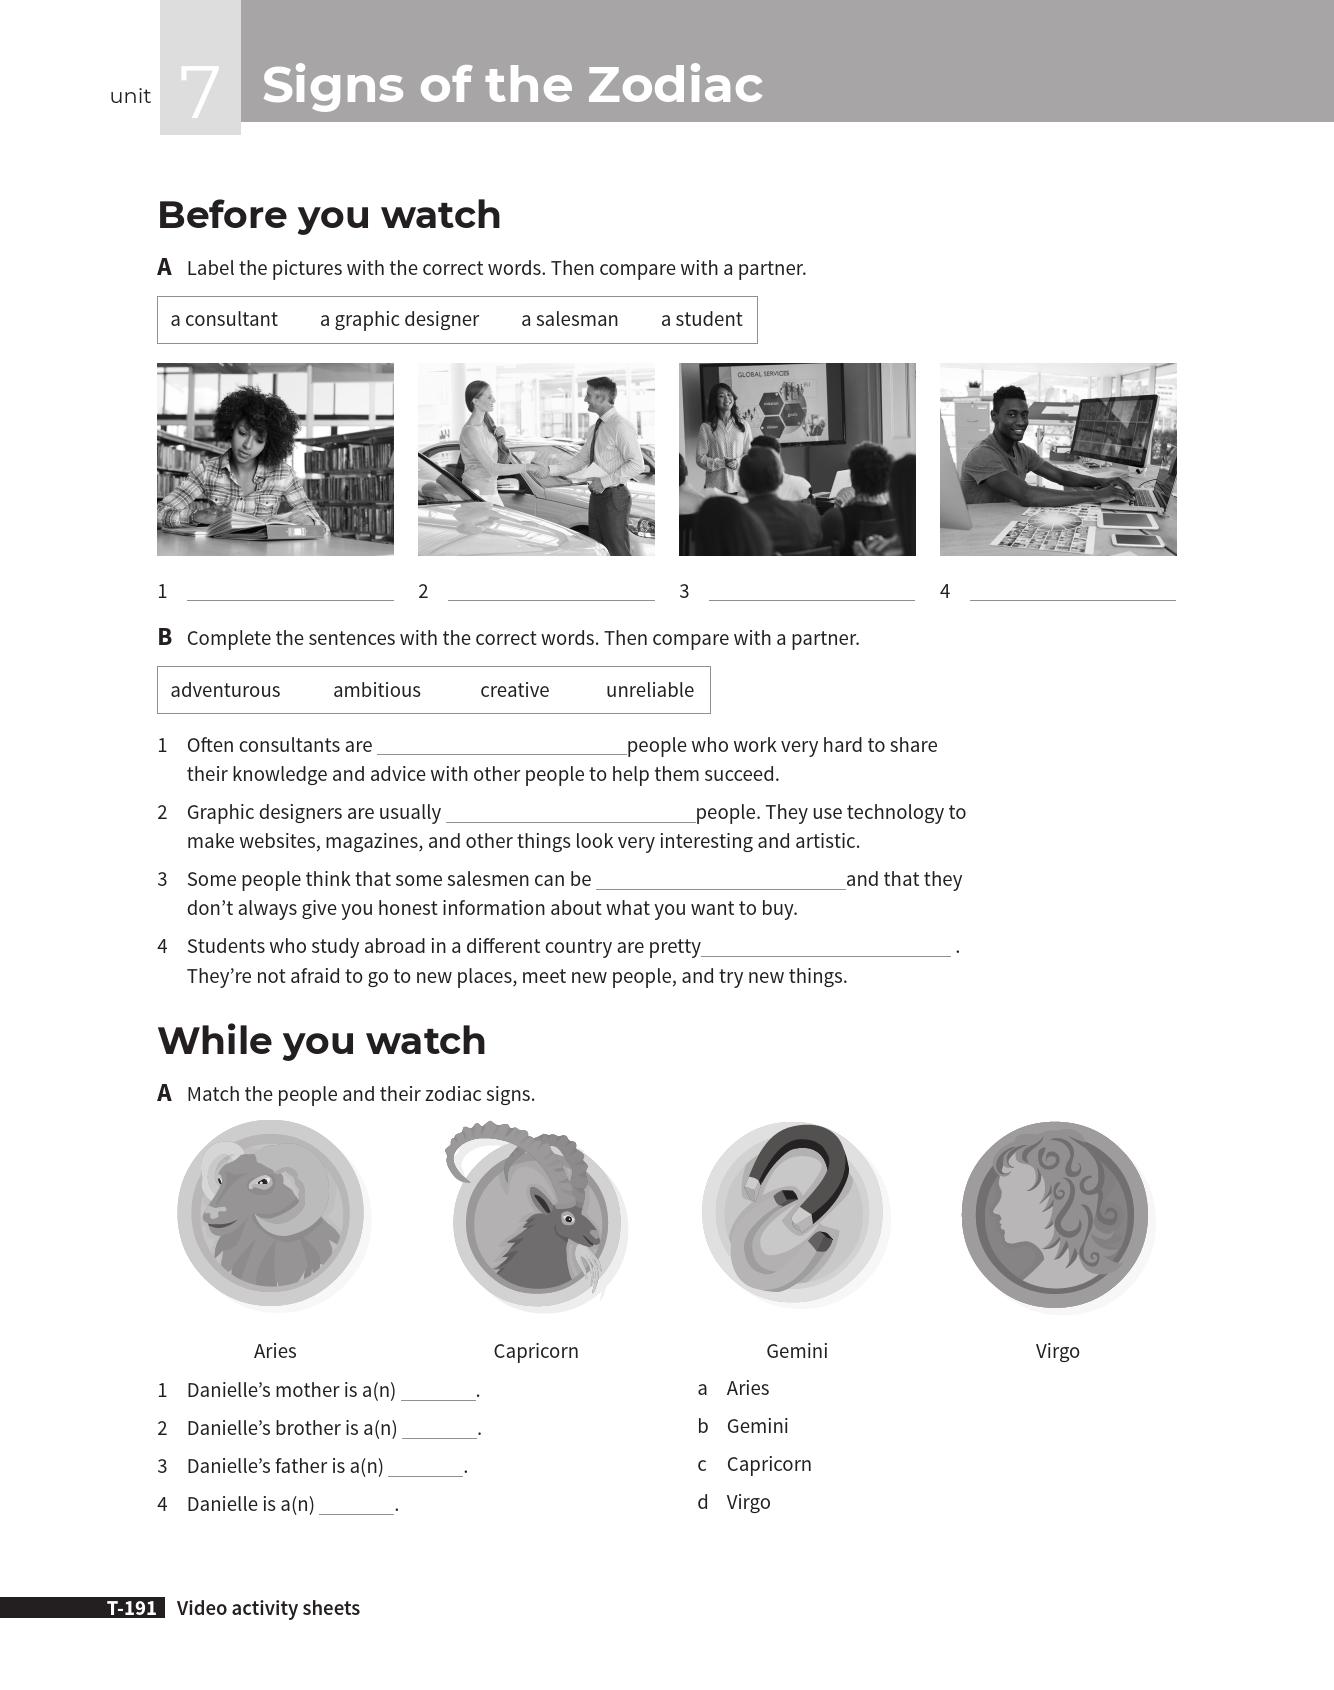 unit 7 Signs of the Zodiac
Before you watch
A Label the pictures with the correct words. Then compare with a partner.
a consultant a graphic designer a salesman a student
GLOBAL SERVICES
1 2 3 4
B Complete the sentences with the correct words. Then compare with a partner.
adventurous ambitious creative unreliable
1 Often consultants are ________ people who work very hard to share
their knowledge and advice with other people to help them succeed.
2 Graphic designers are usually ________ people. They use technology to
make websites, magazines, and other things look very interesting and artistic.
3 Some people think that some salesmen can be ________ and that they
don’t always give you honest information about what you want to buy.
4 Students who study abroad in a different country are pretty ________ .
They’re not afraid to go to new places, meet new people, and try new things.
While you watch
A Match the people and their zodiac signs.
Aries Capricorn Gemini Virgo
1 Danielle’s mother is a(n) ________.
2 Danielle’s brother is a(n) ________.
3 Danielle’s father is a(n) ________.
4 Danielle is a(n) ________.
a Aries
b Gemini
c Capricorn
d Virgo
T-191 Video activity sheets